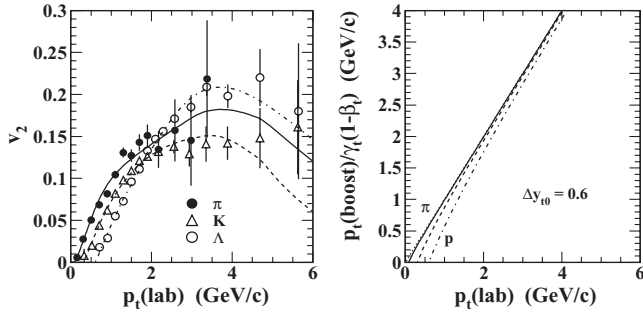 0.3
0.25
0.2
0.15
0.1
0.05
0
v2
π
K
Λ
0 2 4 6
pt(lab) (GeV/c)
4
3.5
3
2.5
2
1.5
1
0.5
0
pt(boost)/γt(1-βt) (GeV/c)
π
p
Δyt0 = 0.6
0 2 4 6
pt(lab) (GeV/c)